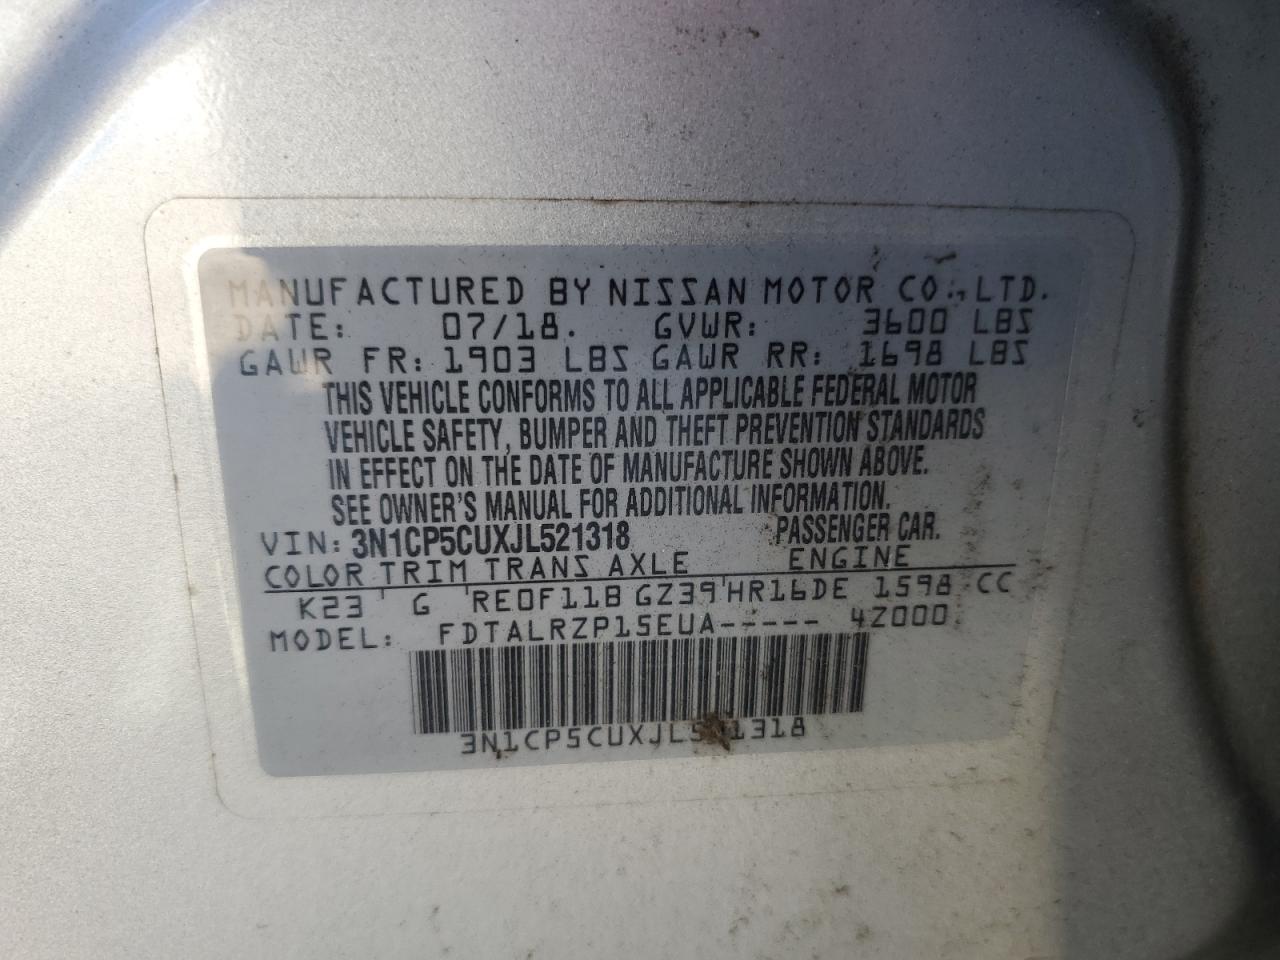 MANUFACTURED BY NISSAN MOTOR CO., LTD.
DATE: 07/18. GVWR: 3600 LBS
GAWR FR: 1903 LBS GAWR RR: 1698 LBS
THIS VEHICLE CONFORMS TO ALL APPLICABLE FEDERAL MOTOR
VEHICLE SAFETY, BUMPER AND THEFT PREVENTION STANDARDS
IN EFFECT ON THE DATE OF MANUFACTURE SHOWN ABOVE.
SEE OWNER'S MANUAL FOR ADDITIONAL INFORMATION.
VIN: 3N1CP5CUXJL521318 PASSENGER CAR.
COLOR TRIM TRANS AXLE ENGINE
K23 G RE0F11B GZ39 HR16DE 1598 CC
MODEL: FDTALRZP15EUA----- 4Z000
3N1CP5CUXJL521318